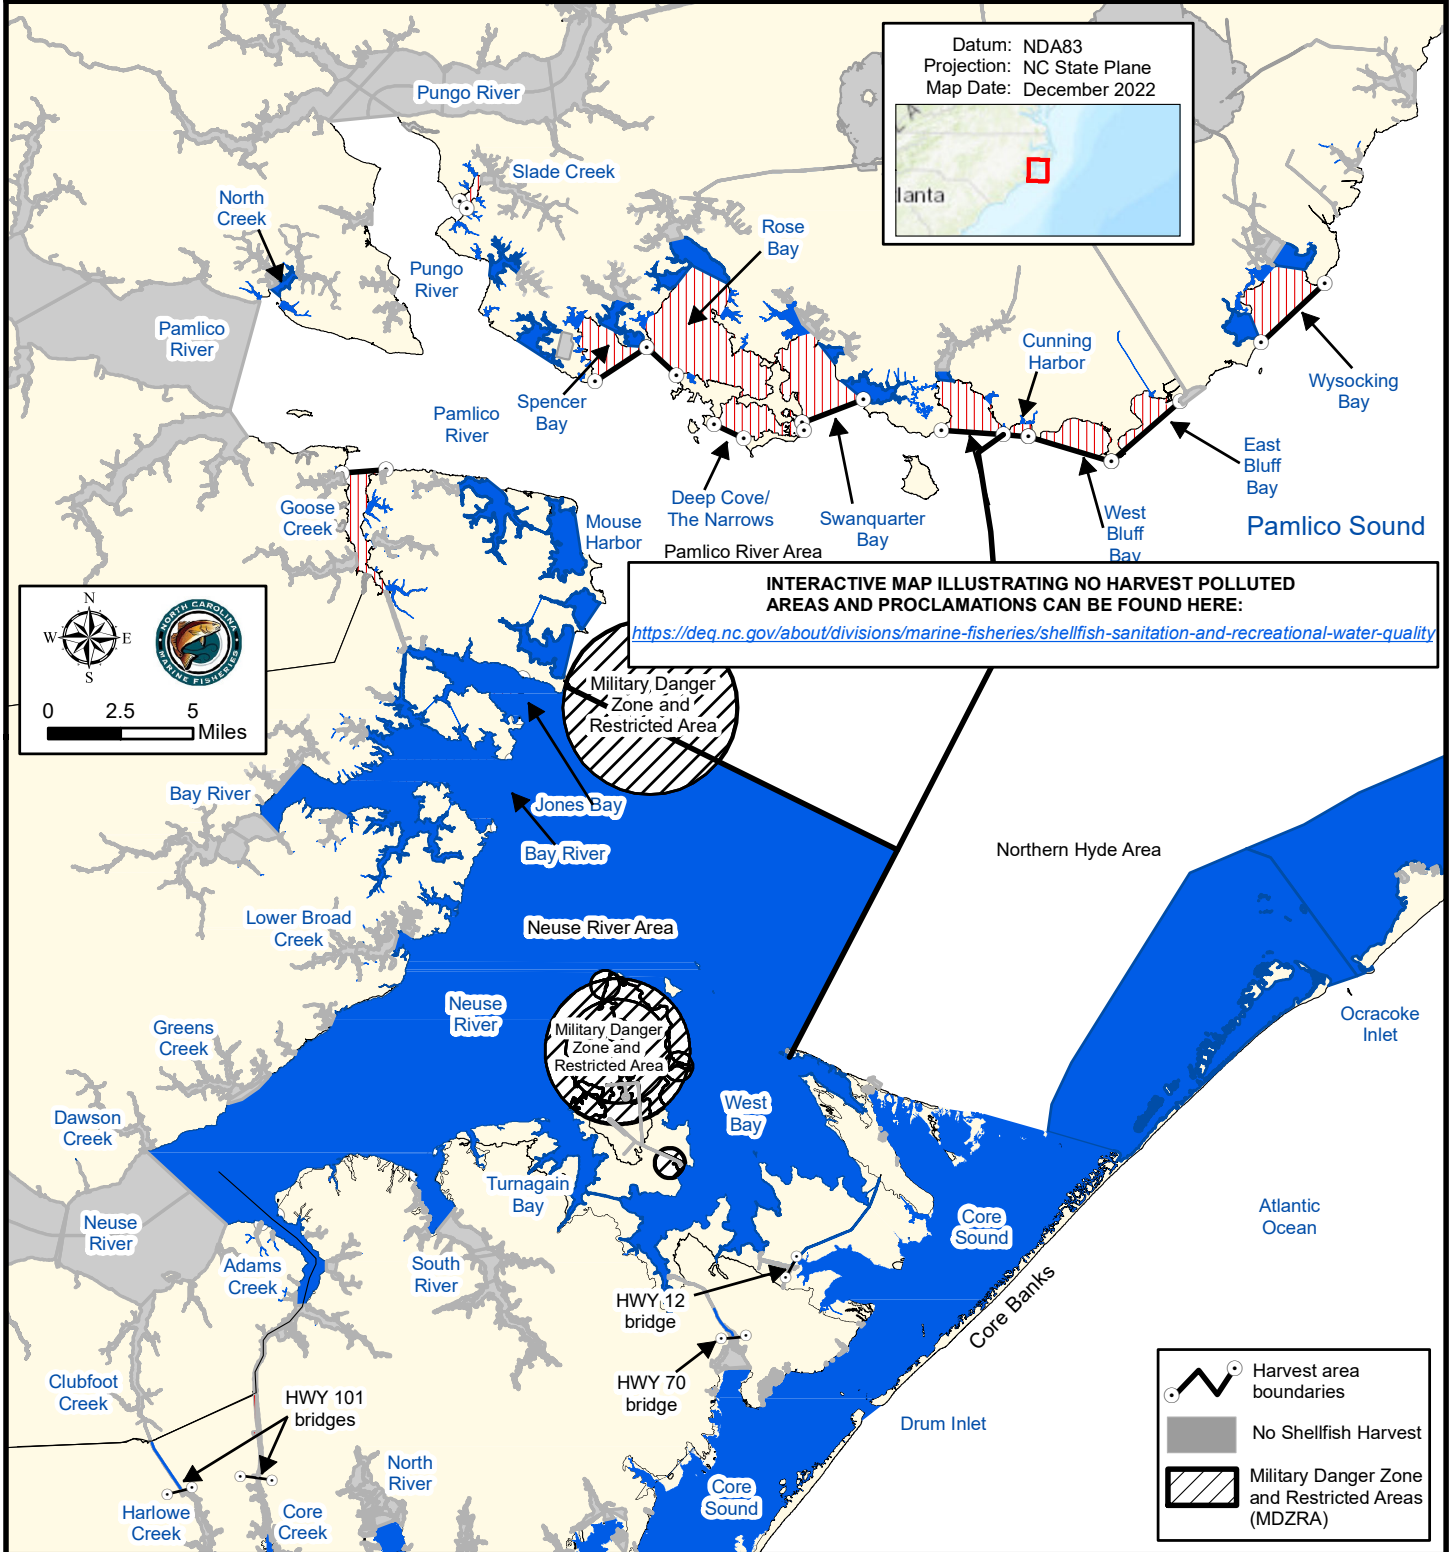 Datum: NDA83
Projection: NC State Plane
Map Date: December 2022
lanta
Pungo River
Slade Creek
North
Creek
Rose
Bay
Pungo
River
Pamlico
River
Cunning
Harbor
Wysocking
Bay
Spencer
Bay
Pamlico
River
East
Bluff
Bay
Deep Cove/
The Narrows
Swanquarter
Bay
West
Bluff
Bay
Goose
Creek
Mouse
Harbor
Pamlico Sound
Pamlico River Area
INTERACTIVE MAP ILLUSTRATING NO HARVEST POLLUTED
AREAS AND PROCLAMATIONS CAN BE FOUND HERE:
https://deq.nc.gov/about/divisions/marine-fisheries/shellfish-sanitation-and-recreational-water-quality
N
W
E
S
NORTH CAROLINA
MARINE FISHERIES
0 2.5 5
Miles
Military Danger
Zone and
Restricted Area
Bay River
Jones Bay
Bay River
Northern Hyde Area
Lower Broad
Creek
Neuse River Area
Neuse
River
Ocracoke
Inlet
Greens
Creek
Military Danger
Zone and
Restricted Area
Dawson
Creek
West
Bay
Turnagain
Bay
Neuse
River
Core
Sound
Atlantic
Ocean
Adams
Creek
South
River
HWY 12
bridge
Core Banks
Clubfoot
Creek
HWY 101
bridges
HWY 70
bridge
Drum Inlet
North
River
Core
Sound
Harlowe
Creek
Core
Creek
Harvest area
boundaries
No Shellfish Harvest
Military Danger Zone
and Restricted Areas
(MDZRA)